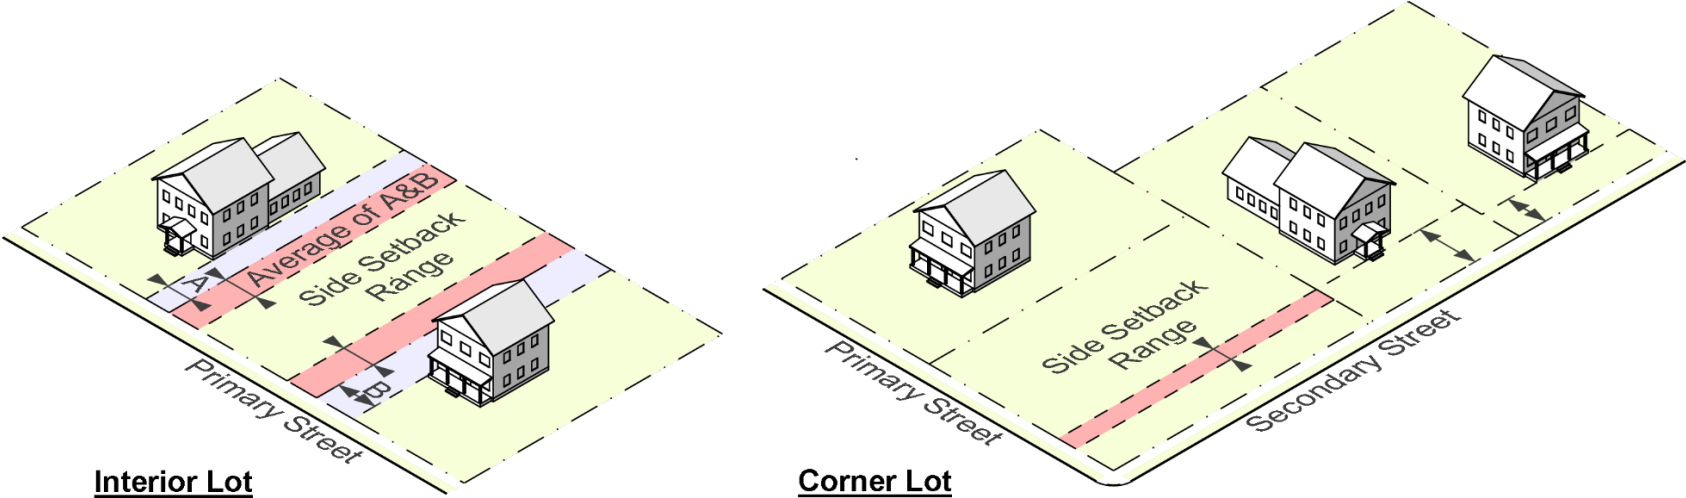 A
Average of A&B
Side Setback
Range
B
Primary Street
Interior Lot
Side Setback
Range
Primary Street
Secondary Street
Corner Lot